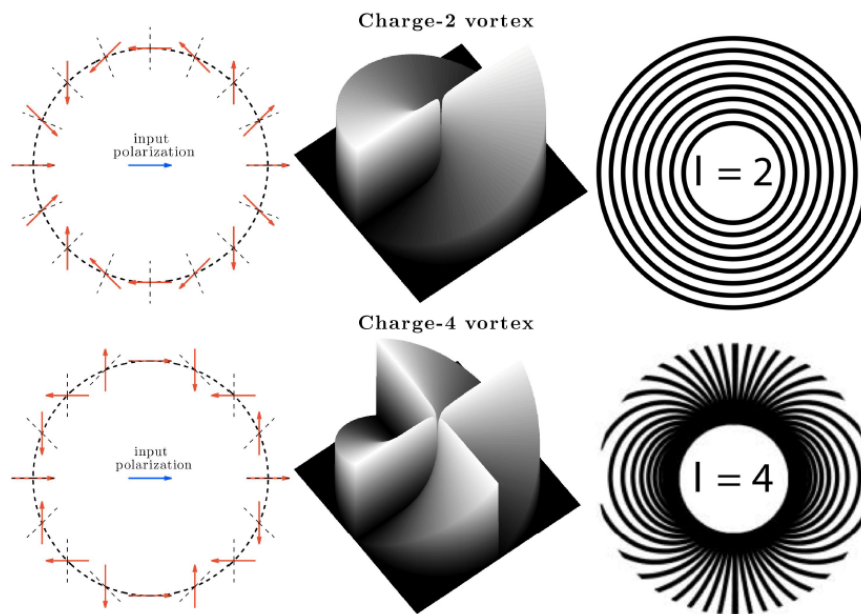 Charge-2 vortex
input
polarization
l = 2
Charge-4 vortex
input
polarization
l = 4